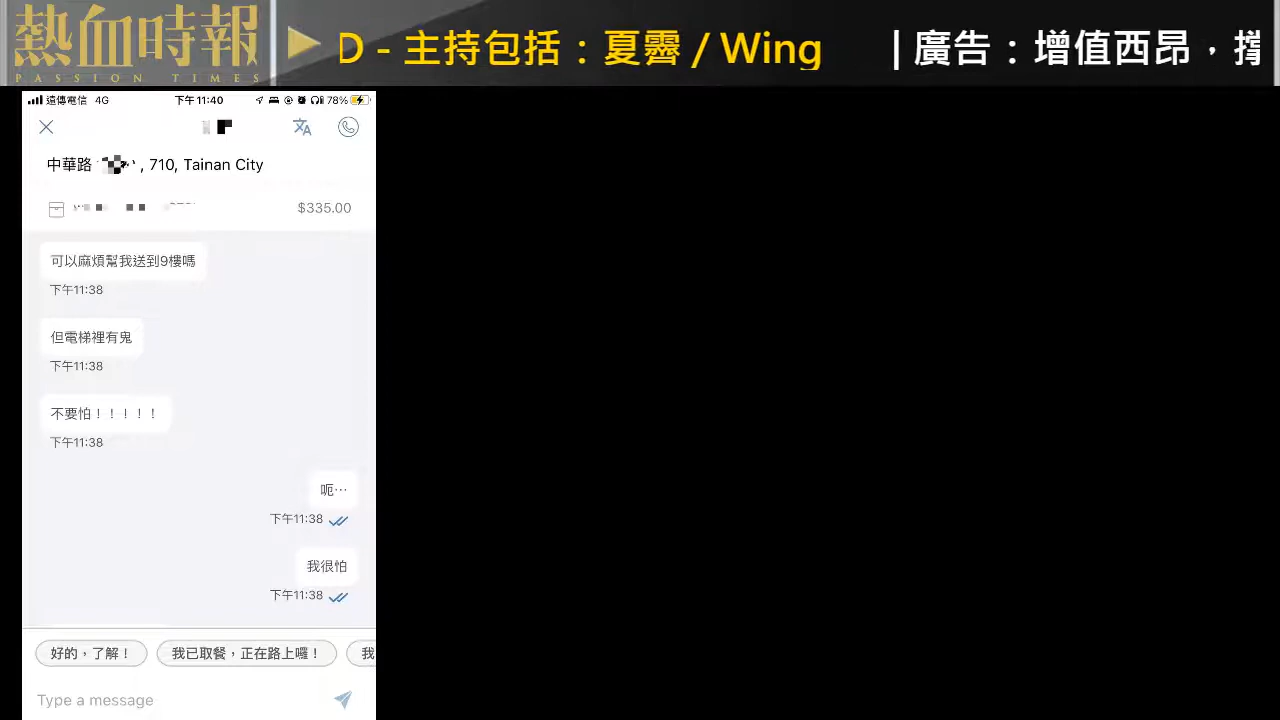 熱血時報
PASSION TIMES
D - 主持包括：夏霽 / Wing
| 廣告：增值西昂，
遠傳電信 4G
下午11:40
78%
中華路
, 710, Tainan City
$335.00
可以麻煩幫我送到9樓嗎
下午11:38
但電梯裡有鬼
下午11:38
不要怕！！！！！
下午11:38
呃…
下午11:38
我很怕
下午11:38
好的，了解！
我已取餐，正在路上囉！
我
Type a message